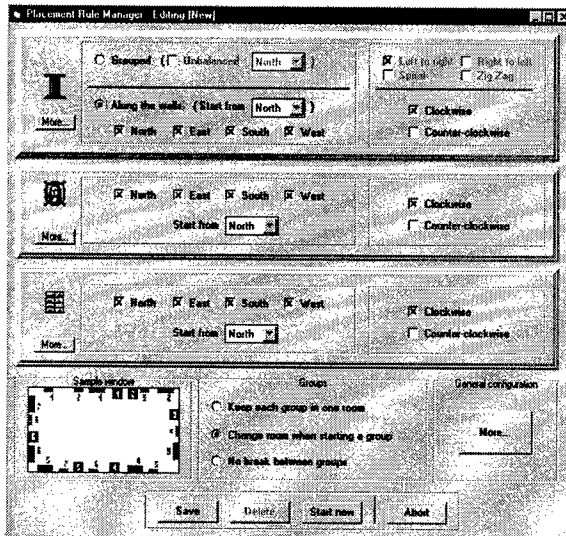 Placement Rule Manager - Editing [New]
Grouped ( Unbalanced North )
Left to right Right to left
Spiral Zig Zag
Along the walls ( Start from North )
More...
North East South West
Clockwise
Counter-clockwise
North East South West
Clockwise
Start from North
Counter-clockwise
More...
North East South West
Clockwise
Start from North
Counter-clockwise
More...
Sample window
Groups
General configuration
Keep each group in one room
Change room when starting a group
More...
No break between groups
Save Delete Start now Abort